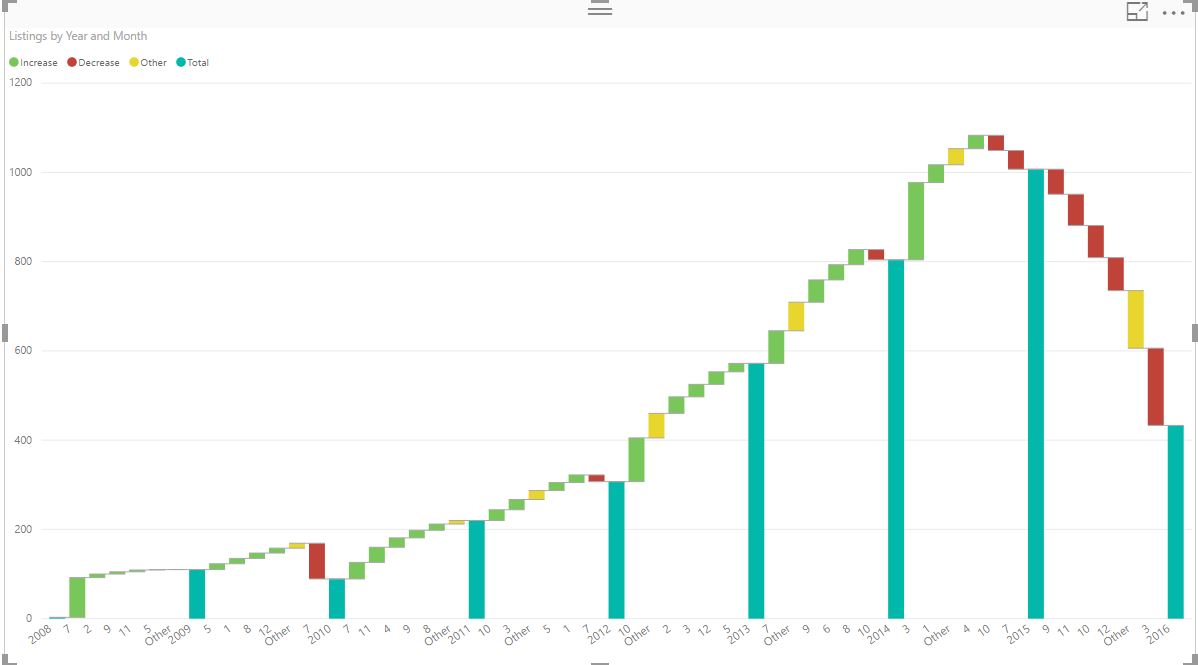 Listings by Year and Month
Increase Decrease Other Total
1200
1000
800
600
400
200
0
2008 7 2 9 11 5 Other 2009 5 1 8 12 Other 7 2010 7 11 4 9 8 Other 2011 10 3 Other 5 1 7 2012 10 Other 2 3 12 5 2013 7 Other 9 6 8 10 2014 3 1 Other 4 10 7 2015 9 11 10 12 Other 3 2016